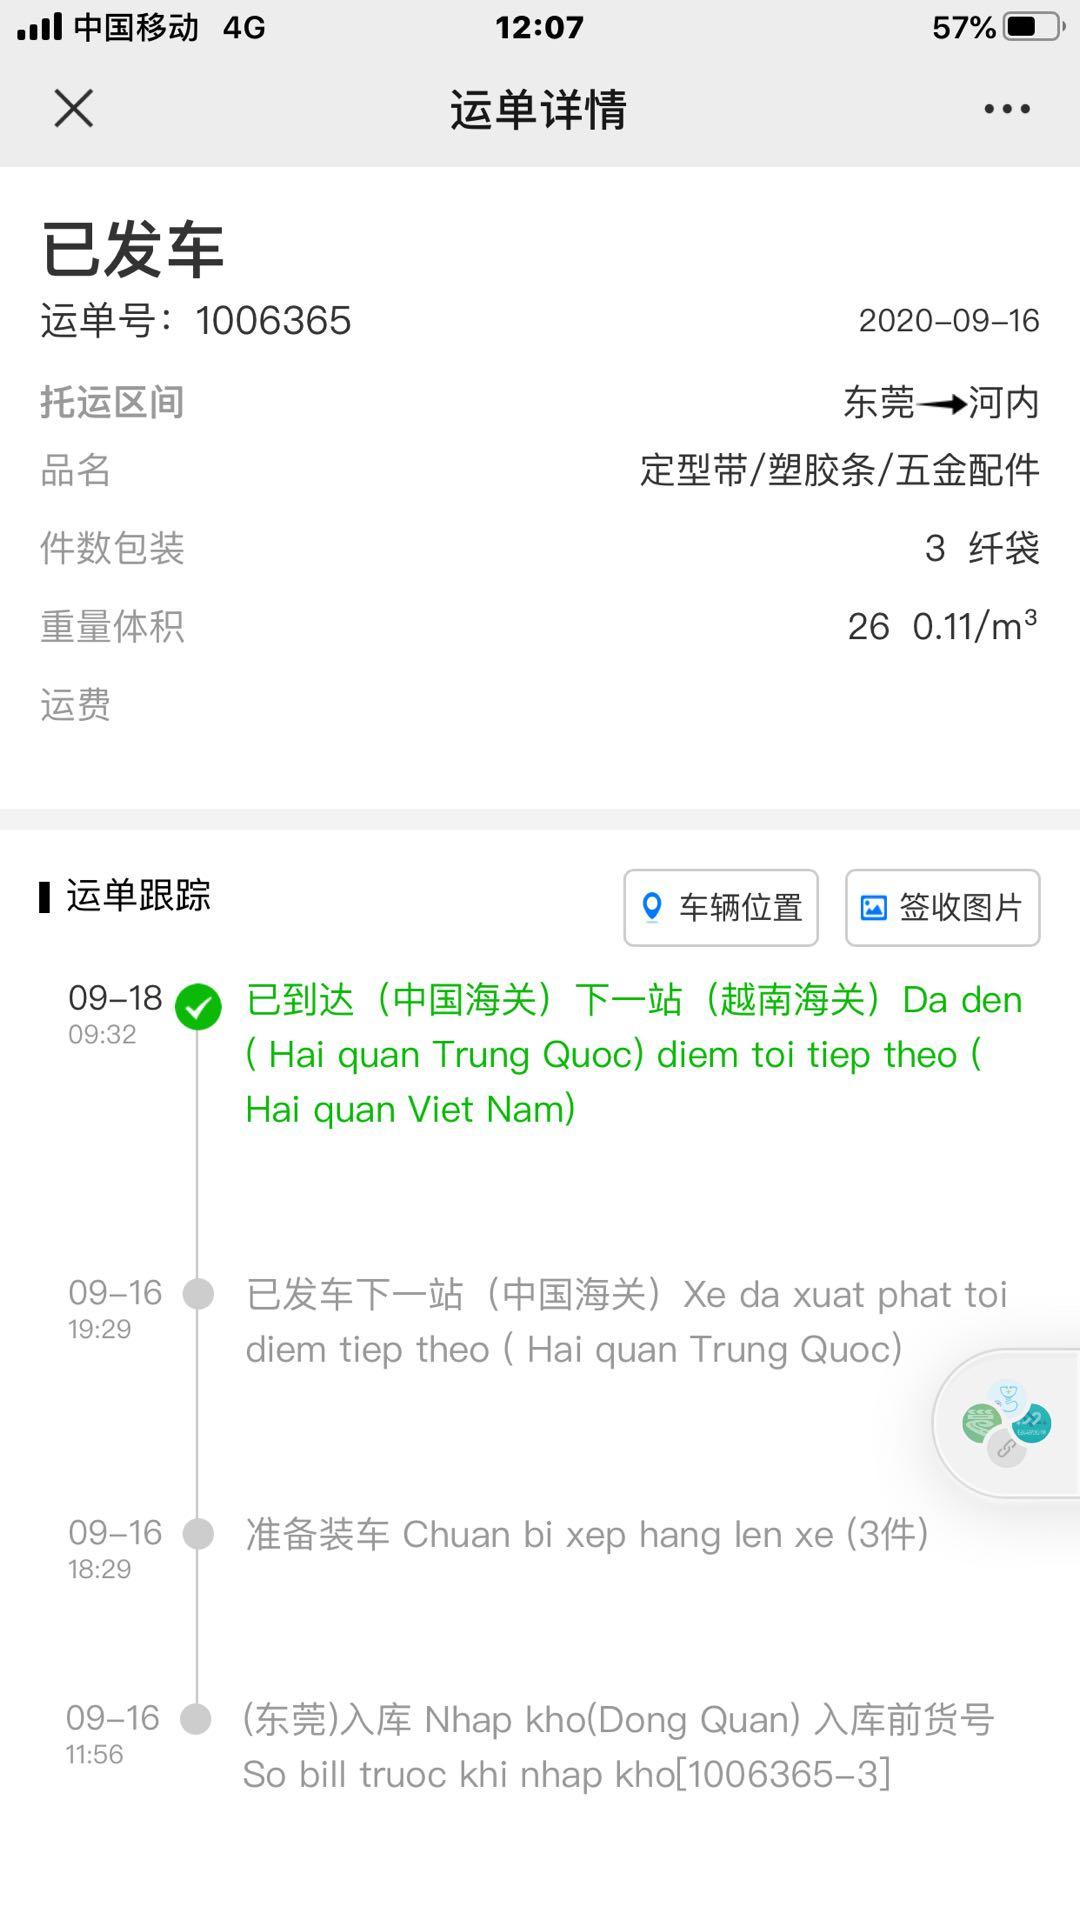 中国移动 4G 12:07 57%
运单详情
已发车
运单号：1006365 2020-09-16
托运区间 东莞→河内
品名 定型带/塑胶条/五金配件
件数包装 3 纤袋
重量体积 26 0.11/m³
运费
运单跟踪 车辆位置 签收图片
09-18 已到达（中国海关）下一站（越南海关）Da den
09:32
( Hai quan Trung Quoc) diem toi tiep theo (
Hai quan Viet Nam)
09-16 已发车下一站（中国海关）Xe da xuat phat toi
19:29
diem tiep theo ( Hai quan Trung Quoc)
09-16 准备装车 Chuan bi xep hang len xe (3件)
18:29
09-16 (东莞)入库 Nhap kho(Dong Quan) 入库前货号
11:56
So bill truoc khi nhap kho[1006365-3]